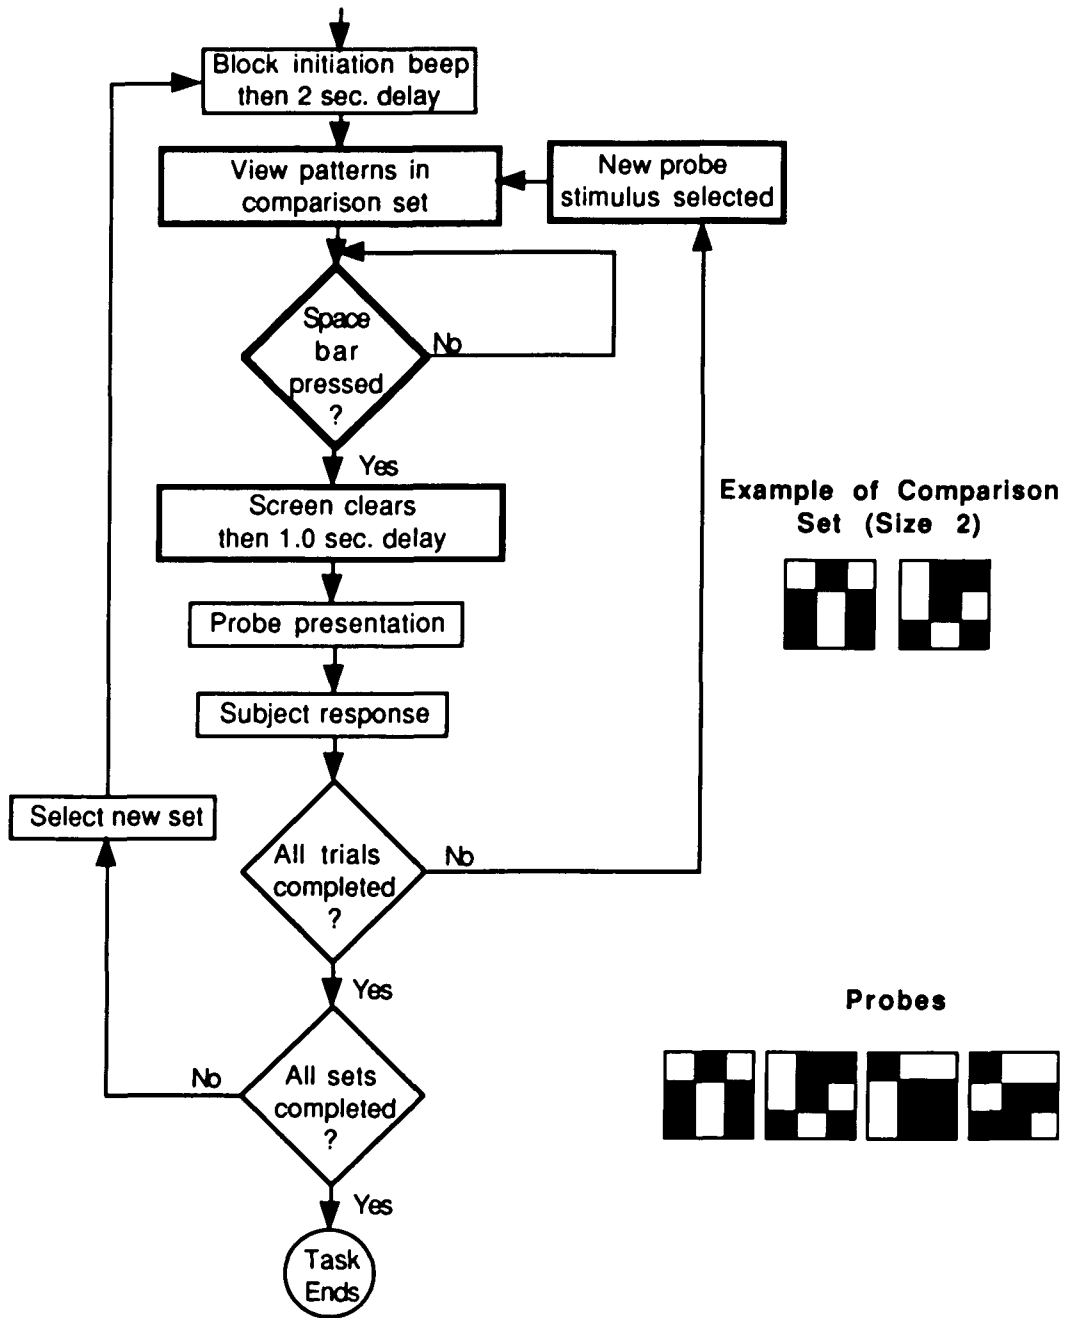 Block initiation beep
then 2 sec. delay
View patterns in
comparison set
New probe
stimulus selected
Space
bar
pressed
?
No
Yes
Screen clears
then 1.0 sec. delay
Example of Comparison
Set (Size 2)
Probe presentation
Subject response
Select new set
All trials
completed
?
No
Yes
Probes
All sets
completed
?
No
Yes
Task
Ends